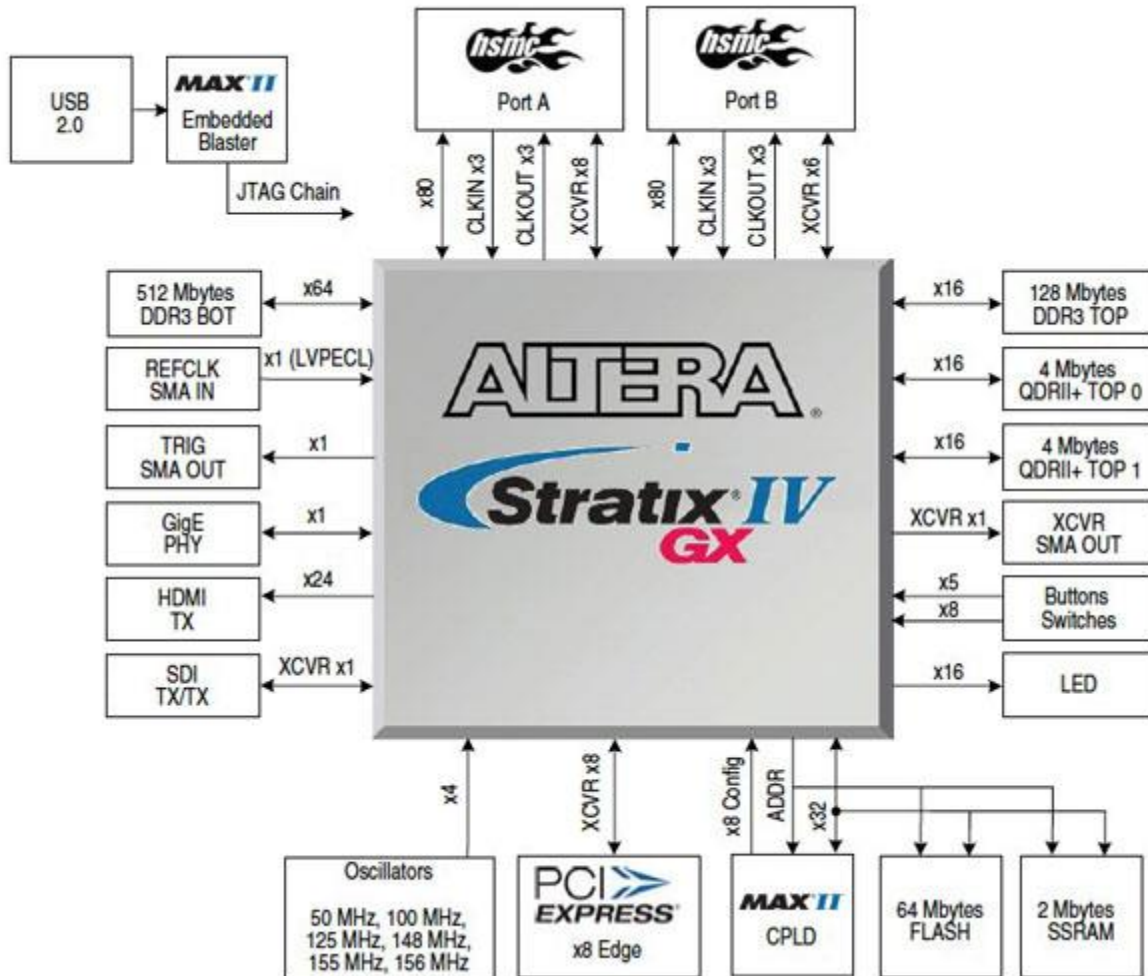 USB
2.0
MAX II
Embedded
Blaster
JTAG Chain
hsmc
Port A
hsmc
Port B
x80
CLKIN x3
CLKOUT x3
XCVR x8
x80
CLKIN x3
CLKOUT x3
XCVR x6
512 Mbytes
DDR3 BOT
x64
REFCLK
SMA IN
x1 (LVPECL)
TRIG
SMA OUT
x1
GigE
PHY
x1
HDMI
TX
x24
SDI
TX/TX
XCVR x1
ALTERA®
Stratix® IV
GX
x16
128 Mbytes
DDR3 TOP
x16
4 Mbytes
QDRII+ TOP 0
x16
4 Mbytes
QDRII+ TOP 1
XCVR x1
XCVR
SMA OUT
x5
x8
Buttons
Switches
x16
LED
x4
XCVR x8
x8 Config
ADDR
x32
Oscillators
50 MHz, 100 MHz,
125 MHz, 148 MHz,
155 MHz, 156 MHz
PCI
EXPRESS®
x8 Edge
MAX II
CPLD
64 Mbytes
FLASH
2 Mbytes
SSRAM